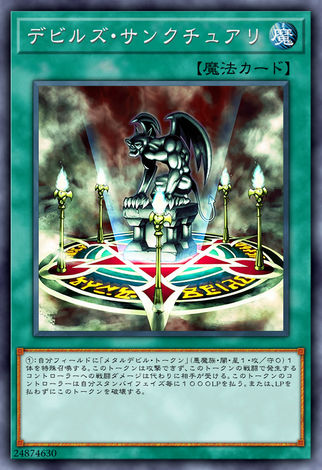 デビルズ・サンクチュアリ 魔
【魔法カード】
①：自分フィールドに「メタルデビル・トークン」（悪魔族・闇・星１・攻／守０）１
体を特殊召喚する。このトークンは攻撃できず、このトークンの戦闘で発生する
コントローラーへの戦闘ダメージは代わりに相手が受ける。このトークンのコ
ントローラーは自分スタンバイフェイズ毎に１０００LPを払う。または、LPを
払わずにこのトークンを破壊する。
24874630